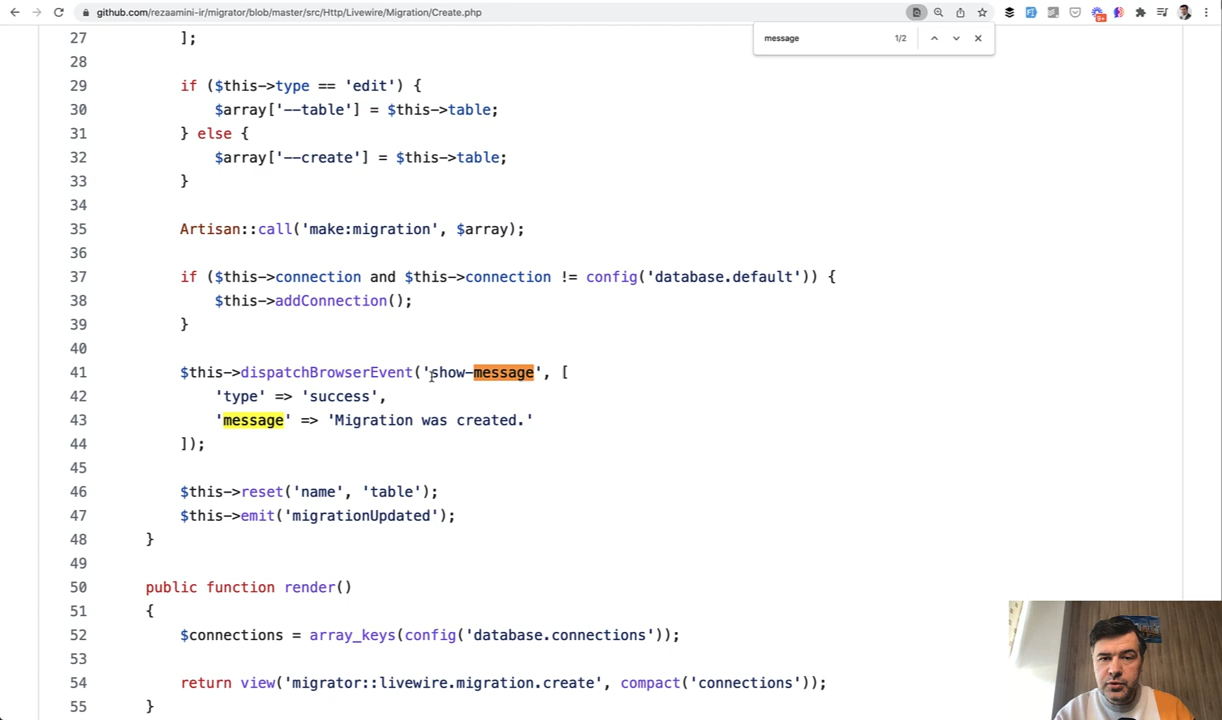 github.com/rezaamini-ir/migrator/blob/master/src/Http/Livewire/Migration/Create.php
message 1/2
9+
27 ];
28
29 if ($this->type == 'edit') {
30 $array['--table'] = $this->table;
31 } else {
32 $array['--create'] = $this->table;
33 }
34
35 Artisan::call('make:migration', $array);
36
37 if ($this->connection and $this->connection != config('database.default')) {
38 $this->addConnection();
39 }
40
41 $this->dispatchBrowserEvent('show-message', [
42 'type' => 'success',
43 'message' => 'Migration was created.'
44 ]);
45
46 $this->reset('name', 'table');
47 $this->emit('migrationUpdated');
48 }
49
50 public function render()
51 {
52 $connections = array_keys(config('database.connections'));
53
54 return view('migrator::livewire.migration.create', compact('connections'));
55 }